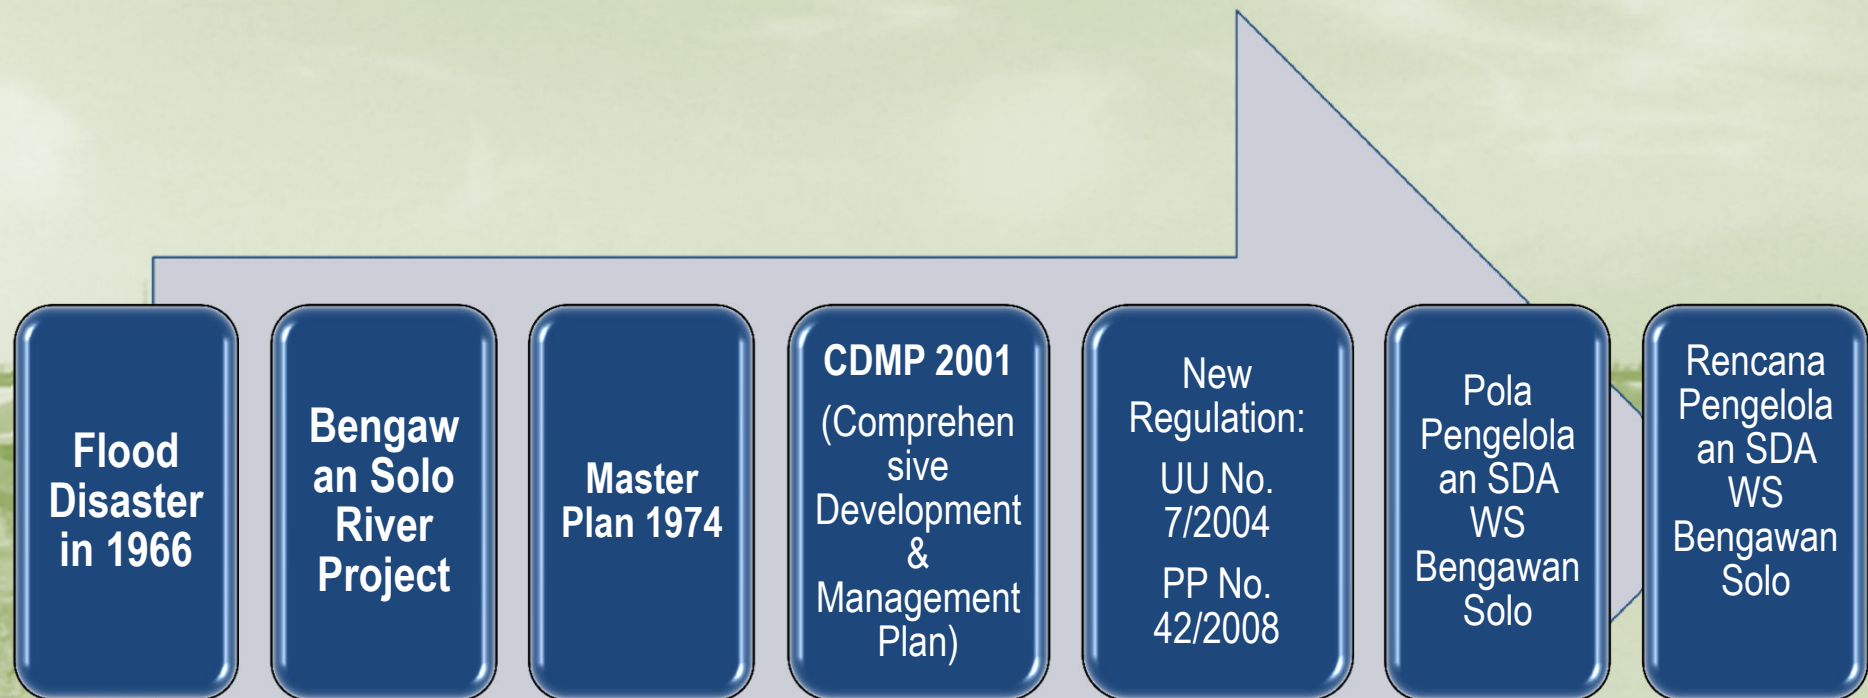 Flood
Disaster
in 1966
Bengaw
an Solo
River
Project
Master
Plan 1974
CDMP 2001
(Comprehen
sive
Development
&
Management
Plan)
New
Regulation:
UU No.
7/2004
PP No.
42/2008
Pola
Pengelola
an SDA
WS
Bengawan
Solo
Rencana
Pengelola
an SDA
WS
Bengawan
Solo